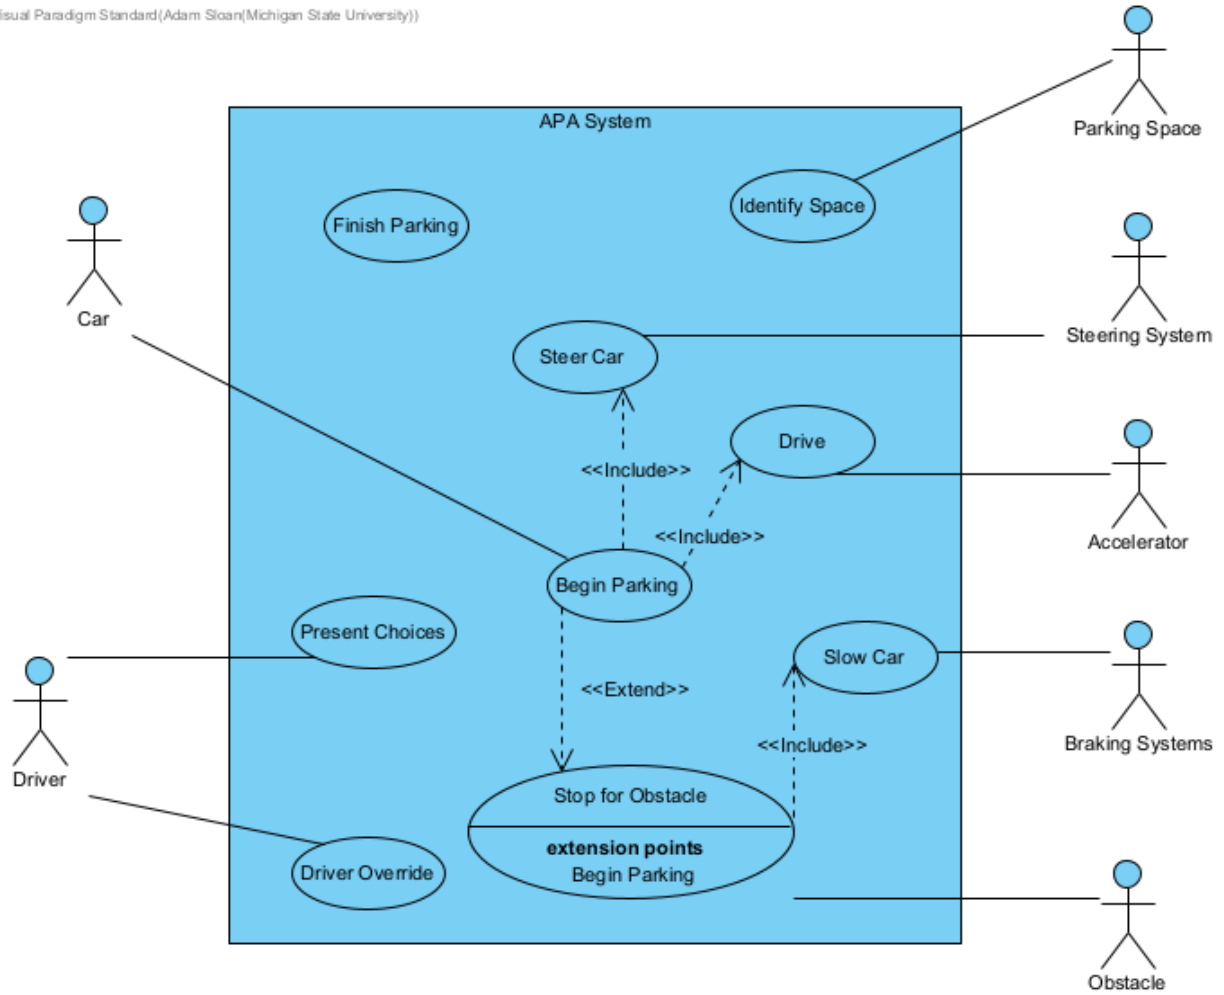 isual Paradigm Standard(Adam Sloan(Michigan State University))
Parking Space
APA System
Identify Space
Finish Parking
Car
Steering System
Steer Car
Drive
<<Include>>
<<Include>>
Accelerator
Begin Parking
Present Choices
Slow Car
<<Extend>>
<<Include>>
Braking Systems
Driver
Stop for Obstacle
extension points
Begin Parking
Driver Override
Obstacle